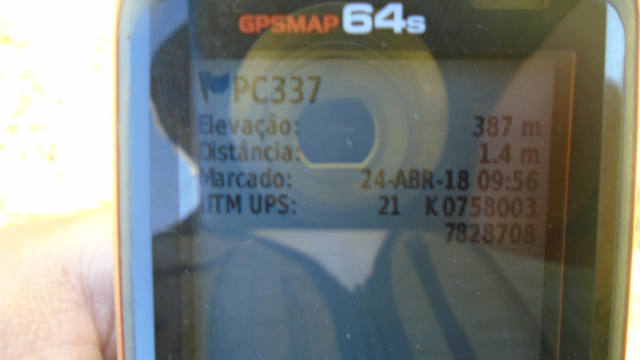 GPSMAP 64s
PC337
Elevação: 387 m
Distância: 1.4 m
Marcado: 24-ABR-18 09:56
UTM UPS: 21 K 0758003
7828708